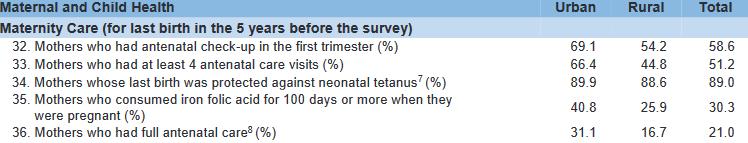 Maternal and Child Health Urban Rural Total
Maternity Care (for last birth in the 5 years before the survey)
32. Mothers who had antenatal check-up in the first trimester (%) 69.1 54.2 58.6
33. Mothers who had at least 4 antenatal care visits (%) 66.4 44.8 51.2
34. Mothers whose last birth was protected against neonatal tetanus⁷ (%) 89.9 88.6 89.0
35. Mothers who consumed iron folic acid for 100 days or more when they
were pregnant (%) 40.8 25.9 30.3
36. Mothers who had full antenatal care⁸ (%) 31.1 16.7 21.0